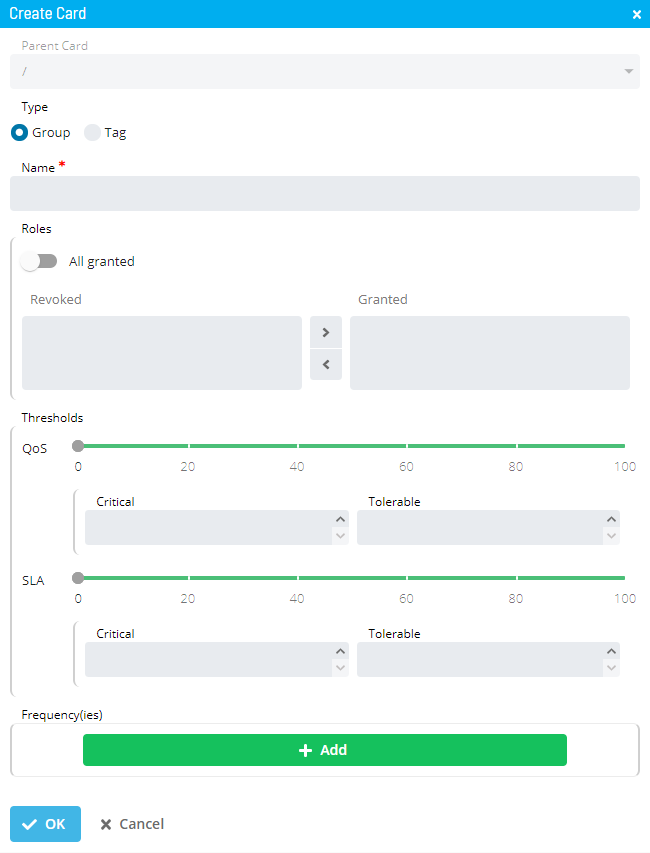 Create Card
Parent Card
/
Type
Group Tag
Name *
Roles
All granted
Revoked Granted
Thresholds
QoS
0 20 40 60 80 100
Critical Tolerable
SLA
0 20 40 60 80 100
Critical Tolerable
Frequency(ies)
Add
OK Cancel